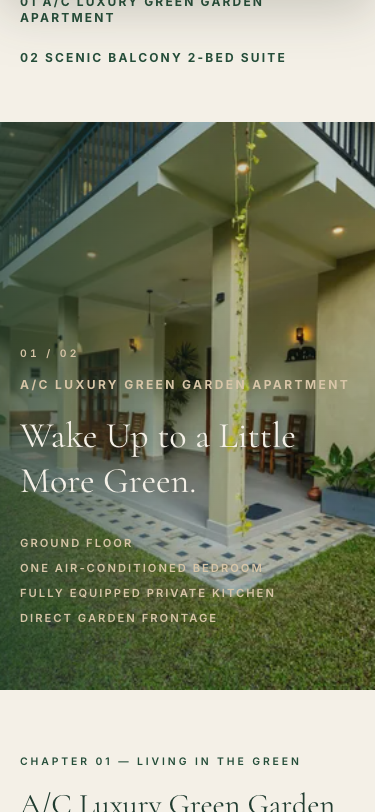 01 A/C LUXURY GREEN GARDEN
APARTMENT
02 SCENIC BALCONY 2-BED SUITE
01 / 02
A/C LUXURY GREEN GARDEN APARTMENT
Wake Up to a Little
More Green.
GROUND FLOOR
ONE AIR-CONDITIONED BEDROOM
FULLY EQUIPPED PRIVATE KITCHEN
DIRECT GARDEN FRONTAGE
CHAPTER 01 — LIVING IN THE GREEN
A/C Luxury Green Garden